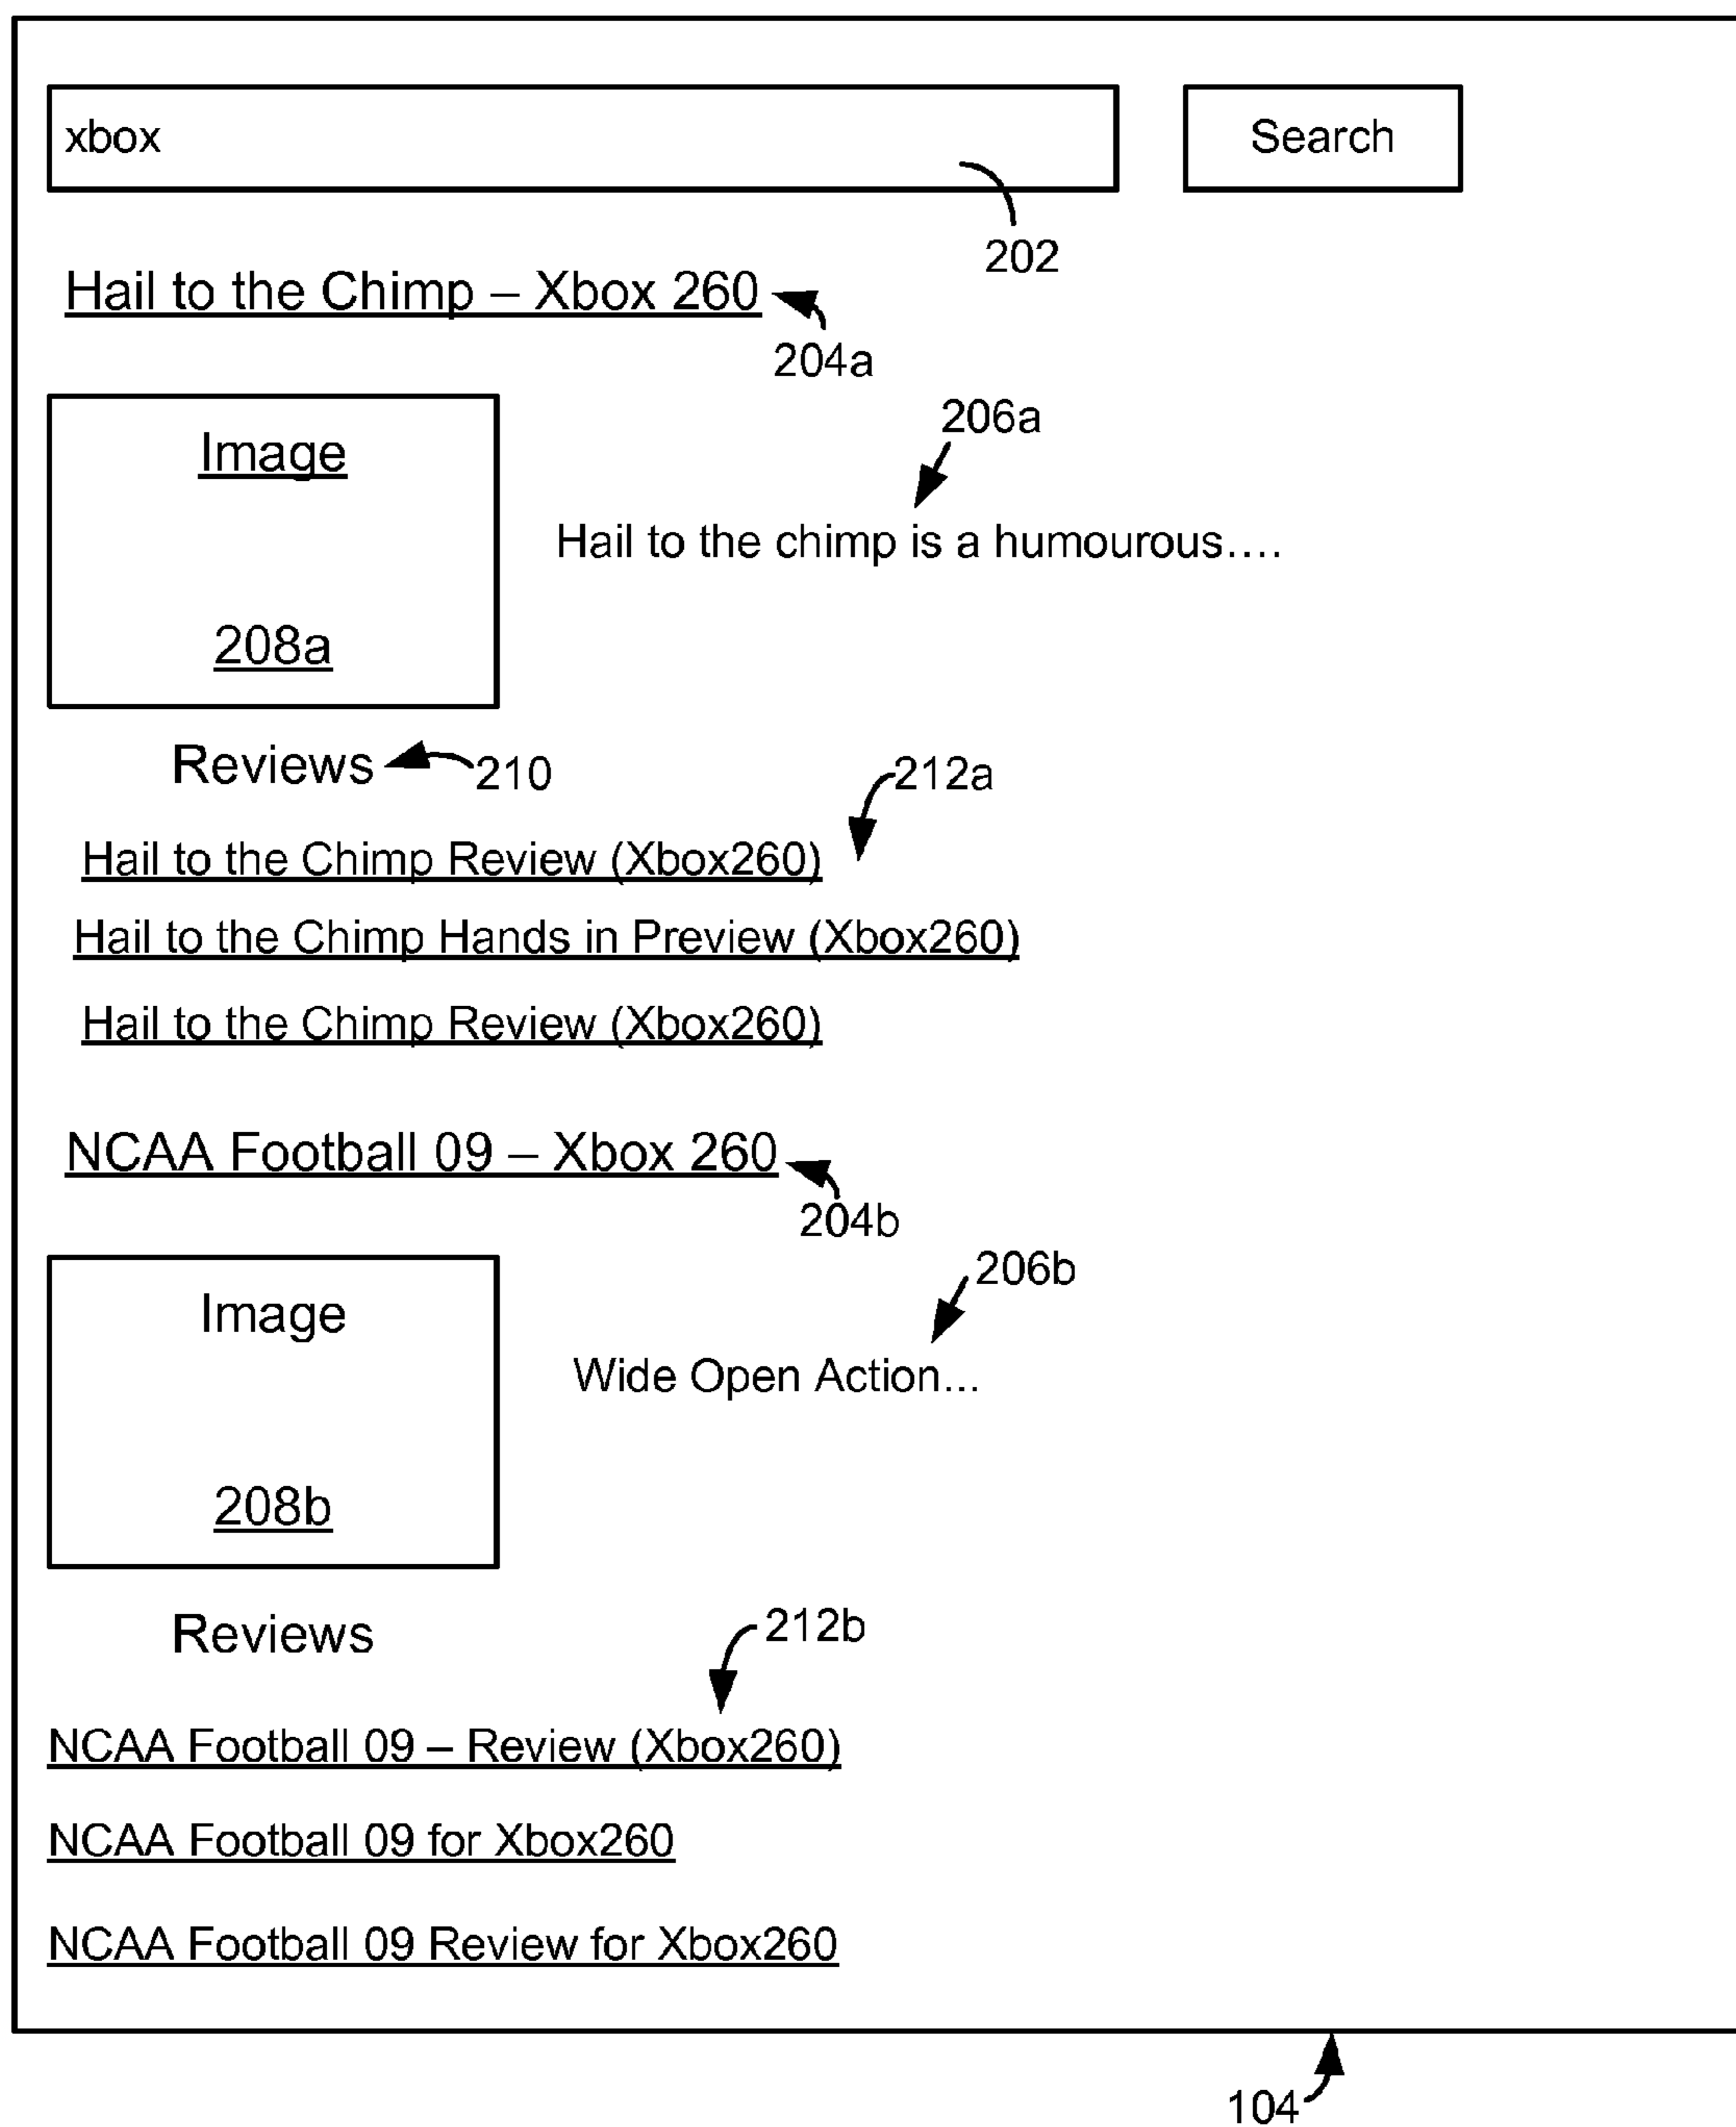 xbox
Search
202
Hail to the Chimp – Xbox 260
204a
206a
Image
Hail to the chimp is a humourous....
208a
Reviews
210
212a
Hail to the Chimp Review (Xbox260)
Hail to the Chimp Hands in Preview (Xbox260)
Hail to the Chimp Review (Xbox260)
NCAA Football 09 – Xbox 260
204b
206b
Image
Wide Open Action...
208b
Reviews
212b
NCAA Football 09 – Review (Xbox260)
NCAA Football 09 for Xbox260
NCAA Football 09 Review for Xbox260
104